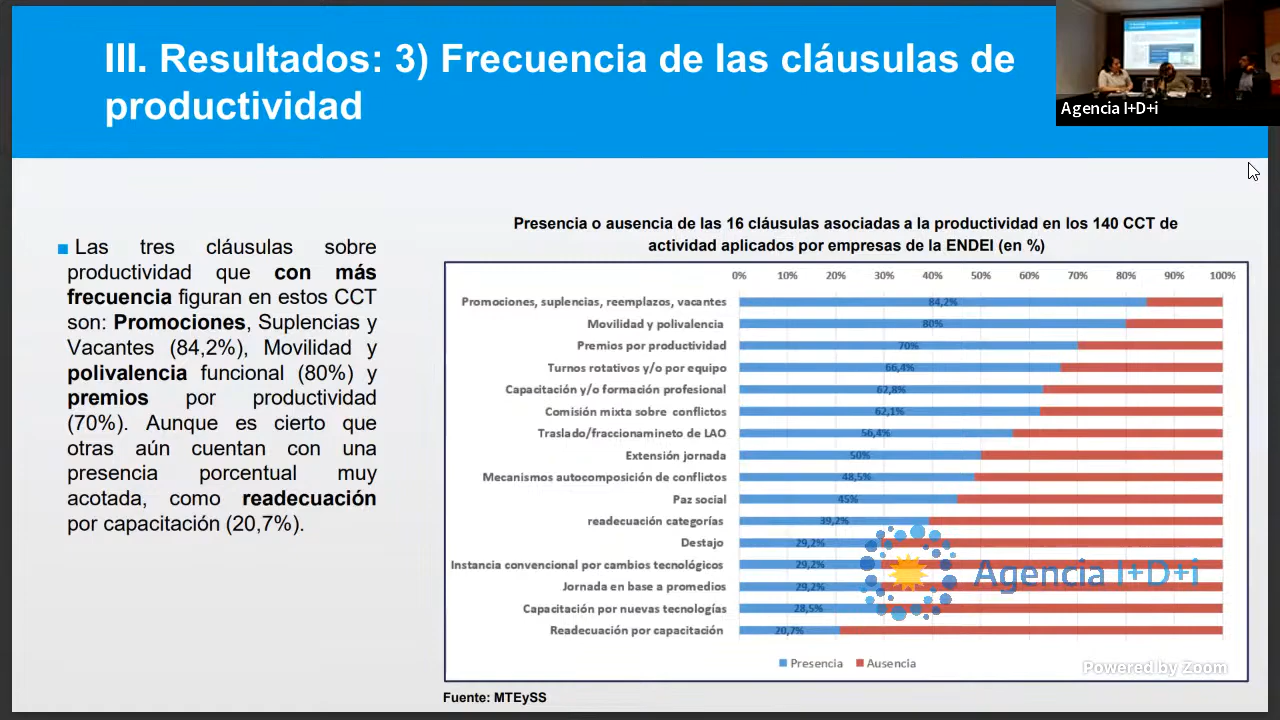 III. Resultados: 3) Frecuencia de las cláusulas de
productividad
Agencia I+D+i
Las tres cláusulas sobre
productividad que con más
frecuencia figuran en estos CCT
son: Promociones, Suplencias y
Vacantes (84,2%), Movilidad y
polivalencia funcional (80%) y
premios por productividad
(70%). Aunque es cierto que
otras aún cuentan con una
presencia porcentual muy
acotada, como readecuación
por capacitación (20,7%).
Presencia o ausencia de las 16 cláusulas asociadas a la productividad en los 140 CCT de
actividad aplicados por empresas de la ENDEI (en %)
0% 10% 20% 30% 40% 50% 60% 70% 80% 90% 100%
Promociones, suplencias, reemplazos, vacantes 84,2%
Movilidad y polivalencia 80%
Premios por productividad 70%
Turnos rotativos y/o por equipo 66,4%
Capacitación y/o formación profesional 62,8%
Comisión mixta sobre conflictos 62,1%
Traslado/fraccionamineto de LAO 56,4%
Extensión jornada 50%
Mecanismos autocomposición de conflictos 48,5%
Paz social 45%
readecuación categorías 39,2%
Destajo 29,2%
Instancia convencional por cambios tecnológicos 29,2%
Jornada en base a promedios 29,2%
Capacitación por nuevas tecnologías 28,5%
Readecuación por capacitación 20,7%
Agencia I+D+i
Presencia Ausencia
Powered by Zoom
Fuente: MTEySS